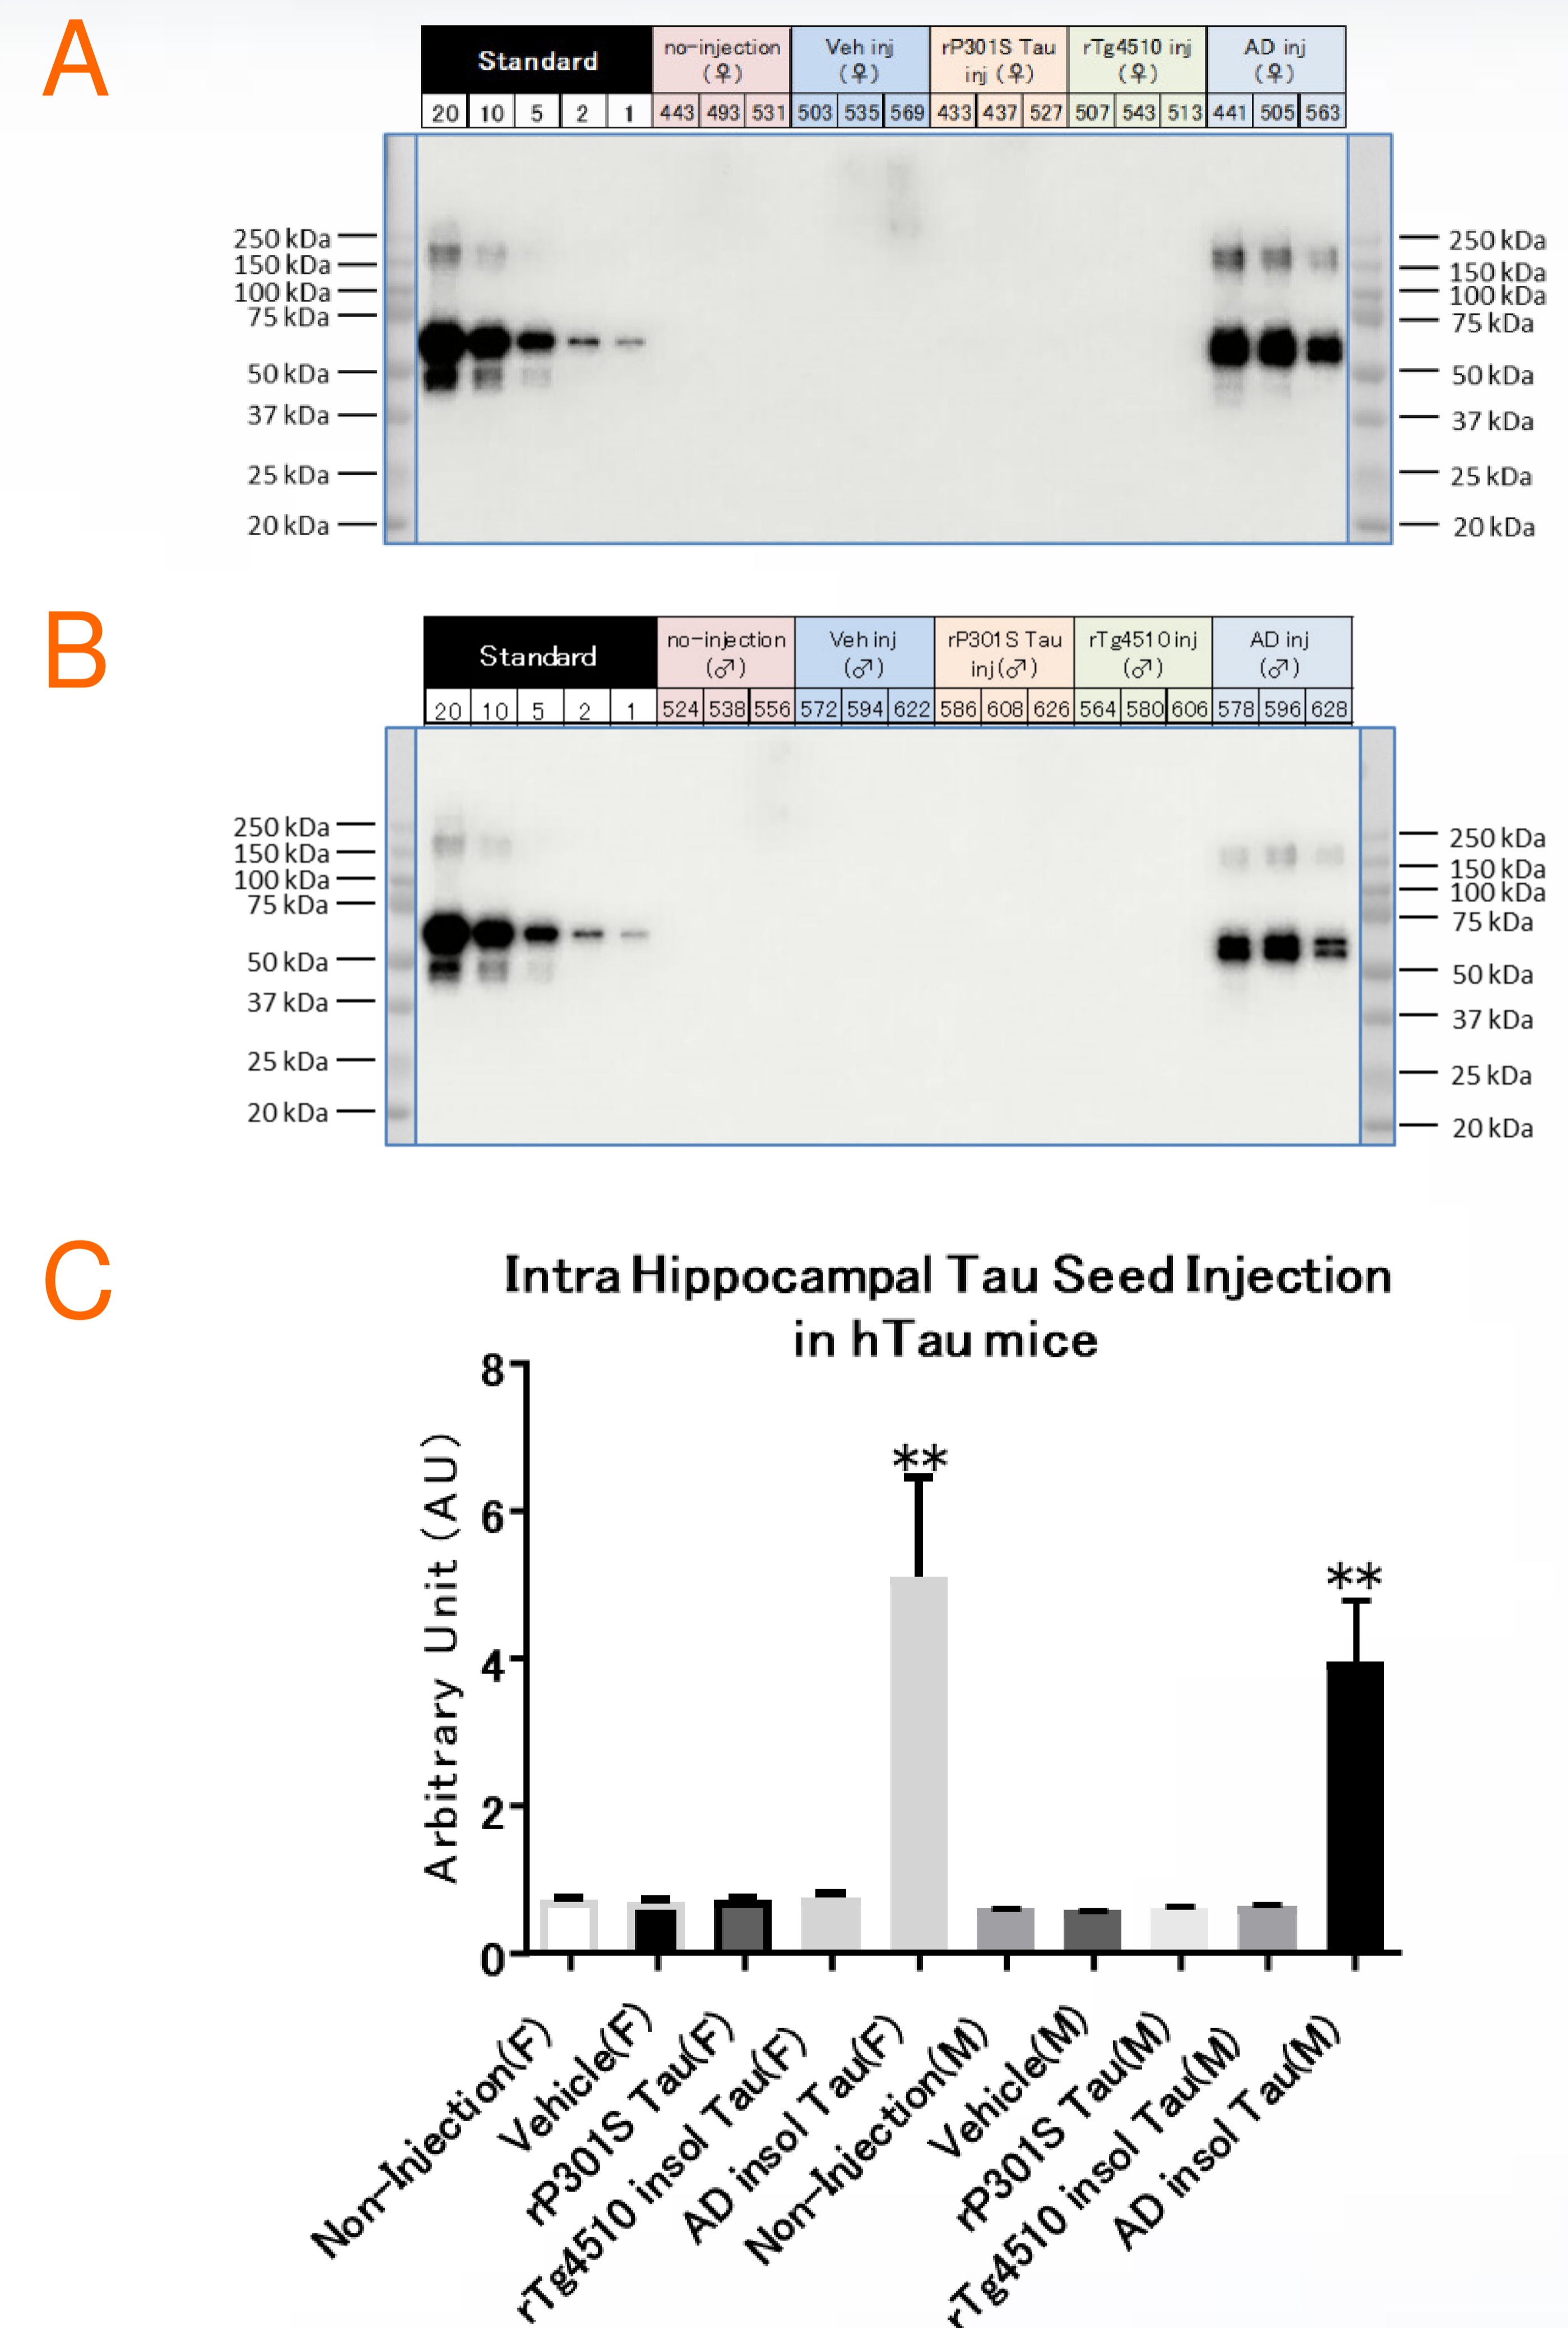 A
Standard
no-injection (♀)
Veh inj (♀)
rP301S Tau inj (♀)
rTg4510 inj (♀)
AD inj (♀)
20 10 5 2 1 443 493 531 503 535 569 433 437 527 507 543 513 441 505 563
250 kDa
150 kDa
100 kDa
75 kDa
50 kDa
37 kDa
25 kDa
20 kDa
250 kDa
150 kDa
100 kDa
75 kDa
50 kDa
37 kDa
25 kDa
20 kDa
B
Standard
no-injection (♂)
Veh inj (♂)
rP301S Tau inj(♂)
rTg4510 inj (♂)
AD inj (♂)
20 10 5 2 1 524 538 556 572 594 622 586 608 626 564 580 606 578 596 628
250 kDa
150 kDa
100 kDa
75 kDa
50 kDa
37 kDa
25 kDa
20 kDa
250 kDa
150 kDa
100 kDa
75 kDa
50 kDa
37 kDa
25 kDa
20 kDa
C
Intra Hippocampal Tau Seed Injection
in hTau mice
Arbitrary Unit (AU)
8
6
4
2
0
**
**
Non-Injection(F)
Vehicle(F)
rP301S Tau(F)
rTg4510 insol Tau(F)
AD insol Tau(F)
Non-Injection(M)
Vehicle(M)
rP301S Tau(M)
rTg4510 insol Tau(M)
AD insol Tau(M)